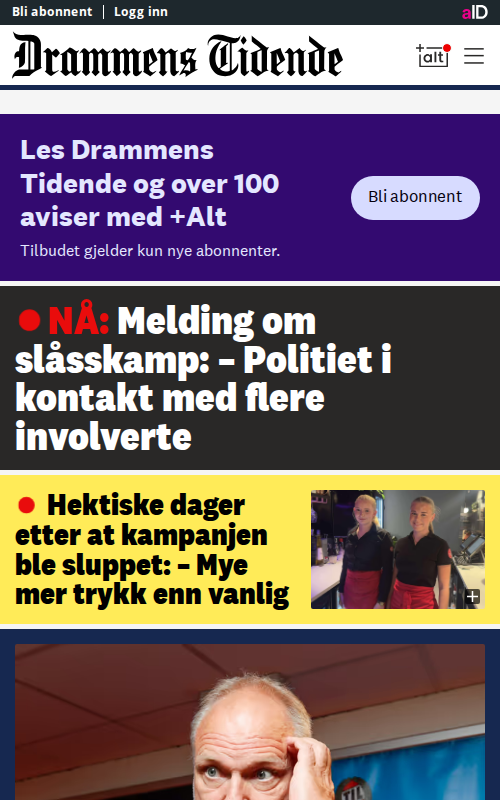 Bli abonnent | Logg inn
aID
Drammens Tidende
+alt
Les Drammens
Tidende og over 100
aviser med +Alt
Bli abonnent
Tilbudet gjelder kun nye abonnenter.
NÅ: Melding om
slåsskamp: – Politiet i
kontakt med flere
involverte
Hektiske dager
etter at kampanjen
ble sluppet: – Mye
mer trykk enn vanlig
TIL